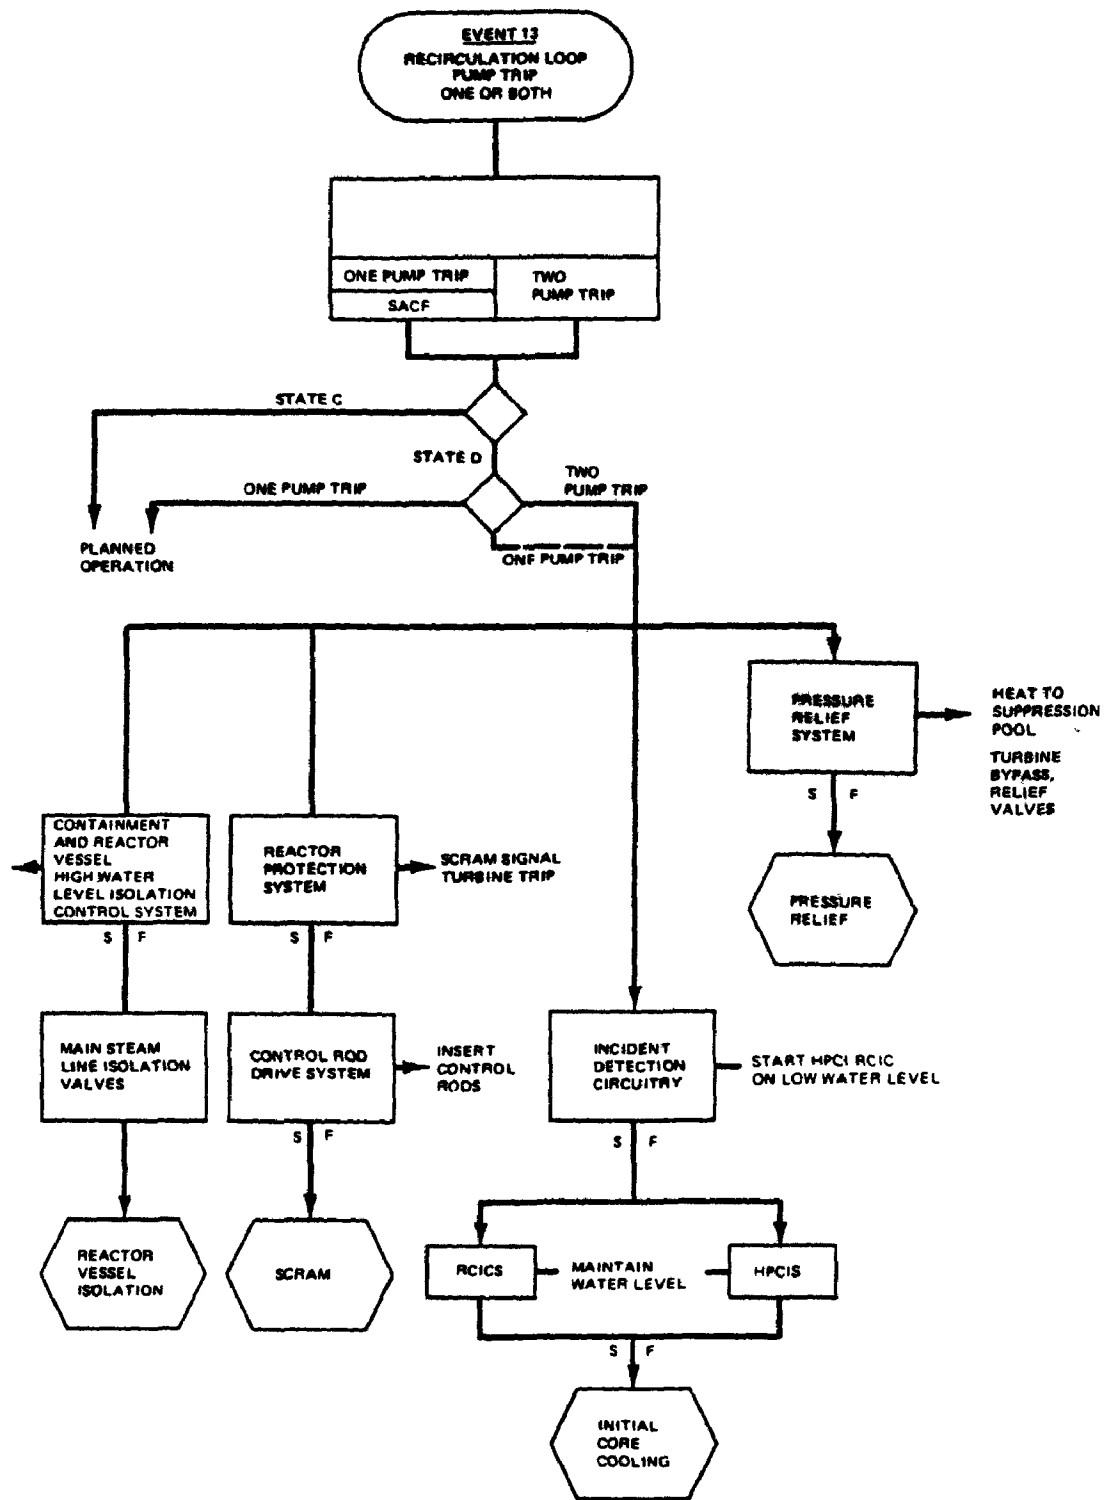 EVENT 13
RECIRCULATION LOOP
PUMP TRIP
ONE OR BOTH
ONE PUMP TRIP
SACF
TWO
PUMP TRIP
STATE C
STATE D
ONE PUMP TRIP
TWO
PUMP TRIP
ONE PUMP TRIP
PLANNED
OPERATION
PRESSURE
RELIEF
SYSTEM
HEAT TO
SUPPRESSION
POOL
TURBINE
BYPASS,
RELIEF
VALVES
S F
PRESSURE
RELIEF
CONTAINMENT
AND REACTOR
VESSEL
HIGH WATER
LEVEL ISOLATION
CONTROL SYSTEM
S F
REACTOR
PROTECTION
SYSTEM
SCRAM SIGNAL
TURBINE TRIP
S F
MAIN STEAM
LINE ISOLATION
VALVES
CONTROL ROD
DRIVE SYSTEM
INSERT
CONTROL
RODS
S F
INCIDENT
DETECTION
CIRCUITRY
START HPCI RCIC
ON LOW WATER LEVEL
S F
REACTOR
VESSEL
ISOLATION
SCRAM
RCICS
MAINTAIN
WATER LEVEL
HPCIS
S F
INITIAL
CORE
COOLING